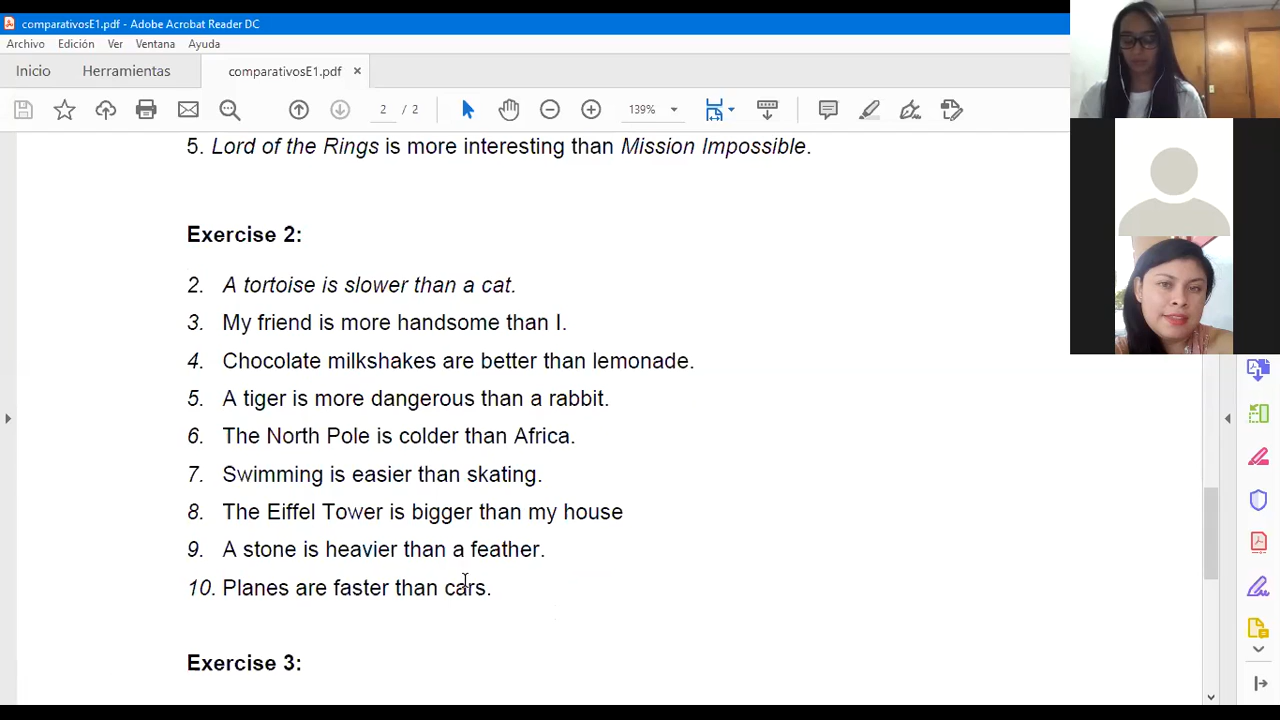 comparativosE1.pdf - Adobe Acrobat Reader DC
Archivo Edición Ver Ventana Ayuda
Inicio Herramientas comparativosE1.pdf ×
2 / 2 139%
5. Lord of the Rings is more interesting than Mission Impossible.
Exercise 2:
2. A tortoise is slower than a cat.
3. My friend is more handsome than I.
4. Chocolate milkshakes are better than lemonade.
5. A tiger is more dangerous than a rabbit.
6. The North Pole is colder than Africa.
7. Swimming is easier than skating.
8. The Eiffel Tower is bigger than my house
9. A stone is heavier than a feather.
10. Planes are faster than cars.
Exercise 3: